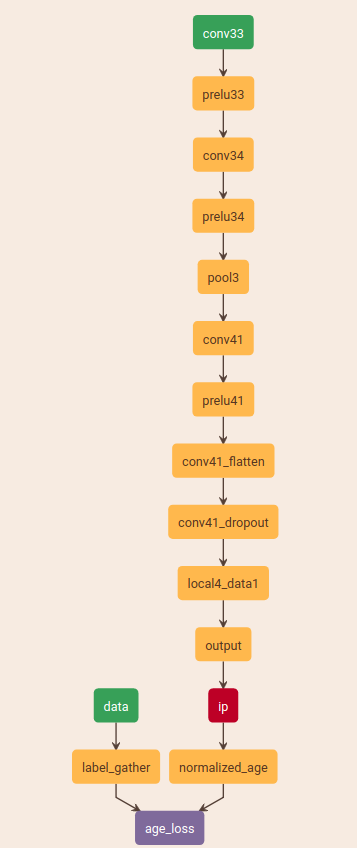 conv33
prelu33
conv34
prelu34
pool3
conv41
prelu41
conv41_flatten
conv41_dropout
local4_data1
output
data
ip
label_gather
normalized_age
age_loss